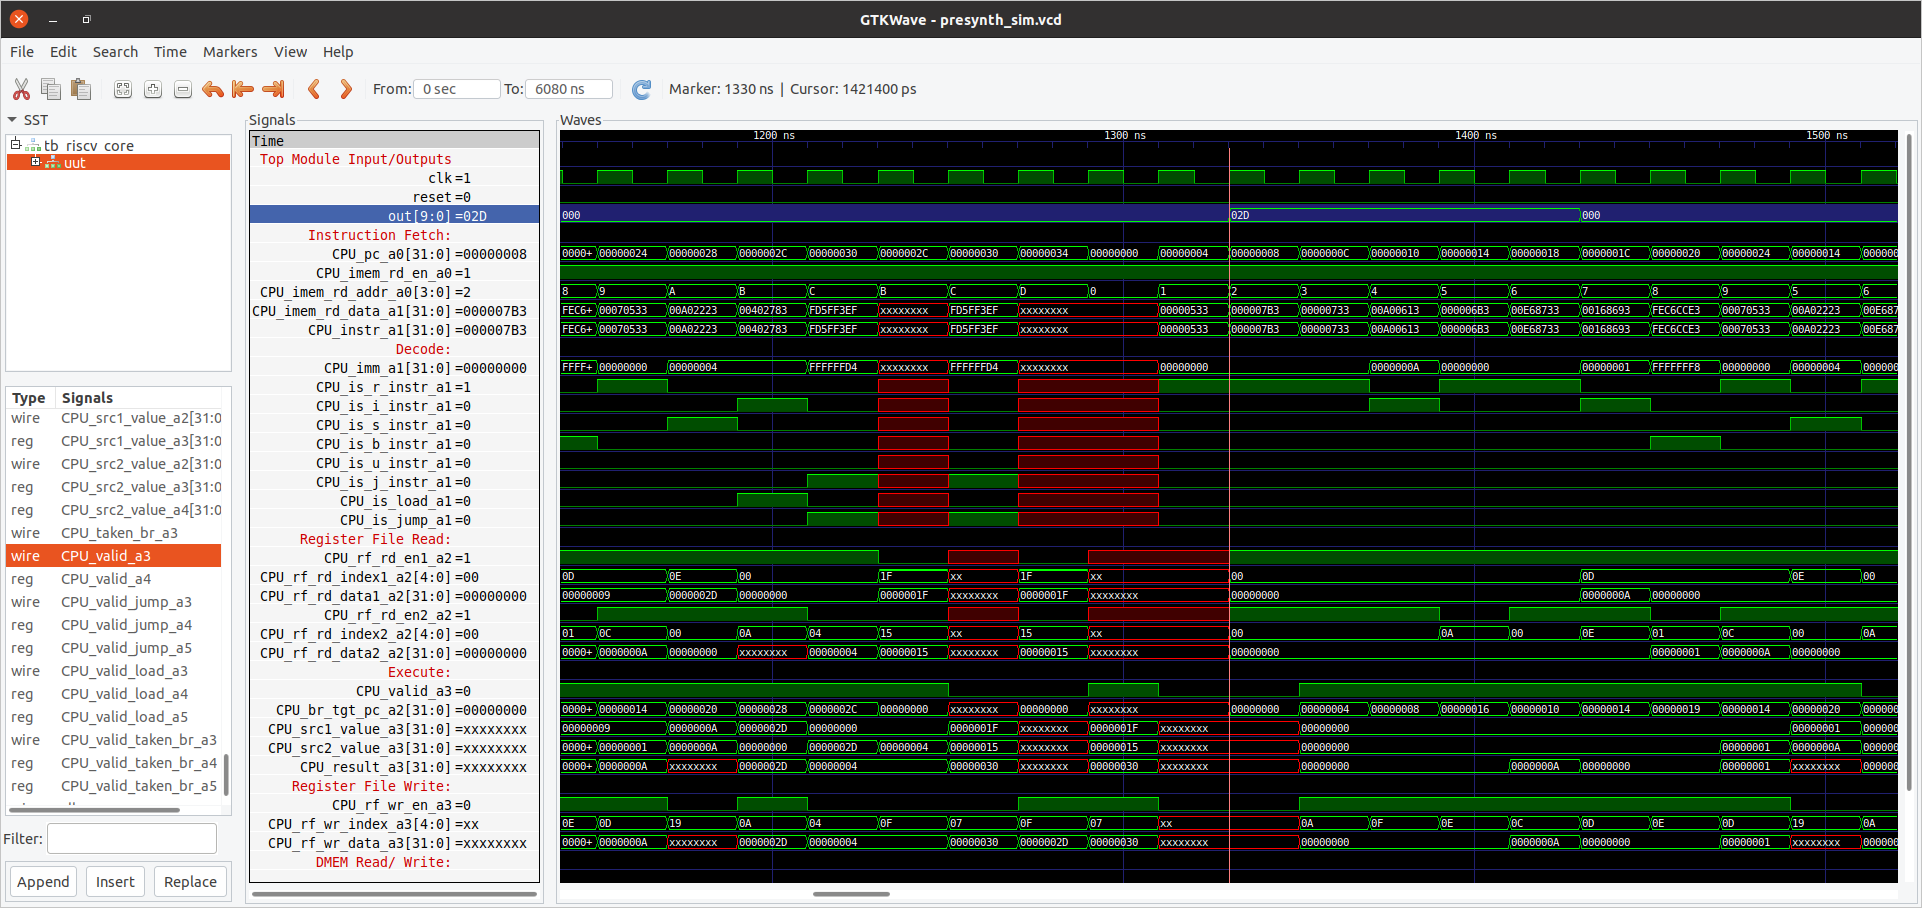 GTKWave - presynth_sim.vcd
File Edit Search Time Markers View Help
From: 0 sec To: 6080 ns Marker: 1330 ns | Cursor: 1421400 ps
SST
tb_riscv_core
uut
Type Signals
wire CPU_src1_value_a2[31:0
reg CPU_src1_value_a3[31:0
wire CPU_src2_value_a2[31:0
reg CPU_src2_value_a3[31:0
reg CPU_src2_value_a4[31:0
wire CPU_taken_br_a3
wire CPU_valid_a3
reg CPU_valid_a4
wire CPU_valid_jump_a3
reg CPU_valid_jump_a4
reg CPU_valid_jump_a5
wire CPU_valid_load_a3
reg CPU_valid_load_a4
reg CPU_valid_load_a5
wire CPU_valid_taken_br_a3
reg CPU_valid_taken_br_a4
reg CPU_valid_taken_br_a5
Filter:
Append Insert Replace
Signals
Time
Top Module Input/Outputs
clk=1
reset=0
out[9:0]=02D
Instruction Fetch:
CPU_pc_a0[31:0]=00000008
CPU_imem_rd_en_a0=1
CPU_imem_rd_addr_a0[3:0]=2
CPU_imem_rd_data_a1[31:0]=000007B3
CPU_instr_a1[31:0]=000007B3
Decode:
CPU_imm_a1[31:0]=00000000
CPU_is_r_instr_a1=1
CPU_is_i_instr_a1=0
CPU_is_s_instr_a1=0
CPU_is_b_instr_a1=0
CPU_is_u_instr_a1=0
CPU_is_j_instr_a1=0
CPU_is_load_a1=0
CPU_is_jump_a1=0
Register File Read:
CPU_rf_rd_en1_a2=1
CPU_rf_rd_index1_a2[4:0]=00
CPU_rf_rd_data1_a2[31:0]=00000000
CPU_rf_rd_en2_a2=1
CPU_rf_rd_index2_a2[4:0]=00
CPU_rf_rd_data2_a2[31:0]=00000000
Execute:
CPU_valid_a3=0
CPU_br_tgt_pc_a2[31:0]=00000000
CPU_src1_value_a3[31:0]=xxxxxxxx
CPU_src2_value_a3[31:0]=xxxxxxxx
CPU_result_a3[31:0]=xxxxxxxx
Register File Write:
CPU_rf_wr_en_a3=0
CPU_rf_wr_index_a3[4:0]=xx
CPU_rf_wr_data_a3[31:0]=xxxxxxxx
DMEM Read/ Write:
Waves
1200 ns 1300 ns 1400 ns 1500 ns
000 02D 000
0000+ 00000024 00000028 0000002C 00000030 0000002C 00000030 00000034 00000000 00000004 00000008 0000000C 00000010 00000014 00000018 0000001C 00000020 00000024 00000014 000000
8 9 A B C B C D 0 1 2 3 4 5 6 7 8 9 5 6
FEC6+ 00070533 00A02223 00402783 FD5FF3EF xxxxxxxx FD5FF3EF xxxxxxxx 00000533 000007B3 00000733 00A00613 000006B3 00E68733 00168693 FEC6CCE3 00070533 00A02223 00E687
FEC6+ 00070533 00A02223 00402783 FD5FF3EF xxxxxxxx FD5FF3EF xxxxxxxx 00000533 000007B3 00000733 00A00613 000006B3 00E68733 00168693 FEC6CCE3 00070533 00A02223 00E687
FFFF+ 00000000 00000004 FFFFFFD4 xxxxxxxx FFFFFFD4 xxxxxxxx 00000000 0000000A 00000000 00000001 FFFFFFF8 00000000 00000004 000000
0D 0E 00 1F xx 1F xx 00 0D 0E 00
00000009 0000002D 00000000 0000001F xxxxxxxx 0000001F xxxxxxxx 00000000 0000000A 00000000
01 0C 00 0A 04 15 xx 15 xx 00 0A 00 0E 01 0C 00 0A
0000+ 0000000A 00000000 xxxxxxxx 00000004 00000015 xxxxxxxx 00000015 xxxxxxxx 00000000 00000001 0000000A 00000000
0000+ 00000014 00000020 00000028 0000002C 00000000 xxxxxxxx 00000000 xxxxxxxx 00000000 00000004 00000008 00000016 00000010 00000014 00000019 00000014 00000020 000000
00000009 0000000A 0000002D 00000000 0000001F xxxxxxxx 0000001F xxxxxxxx 00000000 00000001 000000
0000+ 00000001 0000000A 00000000 0000002D 00000004 00000015 xxxxxxxx 00000015 xxxxxxxx 00000000 00000001 0000000A 000000
0000000A xxxxxxxx 0000002D 00000004 00000030 xxxxxxxx 00000030 xxxxxxxx 00000000 0000000A 00000000 00000001 xxxxxxxx 000000
0E 0D 19 0A 04 0F 07 0F 07 xx 0A 0F 0E 0C 0D 0E 0D 19 0A
0000+ 0000000A xxxxxxxx 0000002D 00000004 00000030 0000002D 00000030 xxxxxxxx 00000000 0000000A 00000000 00000001 xxxxxxxx 000000